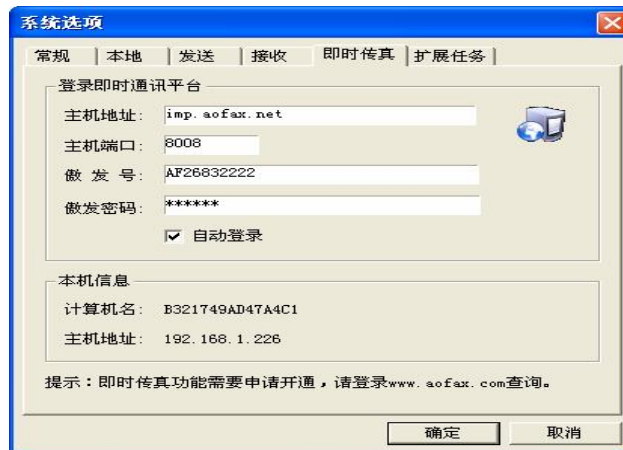 系统选项
常规 本地 发送 接收 即时传真 扩展任务
登录即时通讯平台
主机地址: imp.aofax.net
主机端口: 8008
傲 发 号: AF26832222
傲发密码: ******
自动登录
本机信息
计算机名: B321749AD47A4C1
主机地址: 192.168.1.226
提示：即时传真功能需要申请开通，请登录www.aofax.com查询。
确定 取消